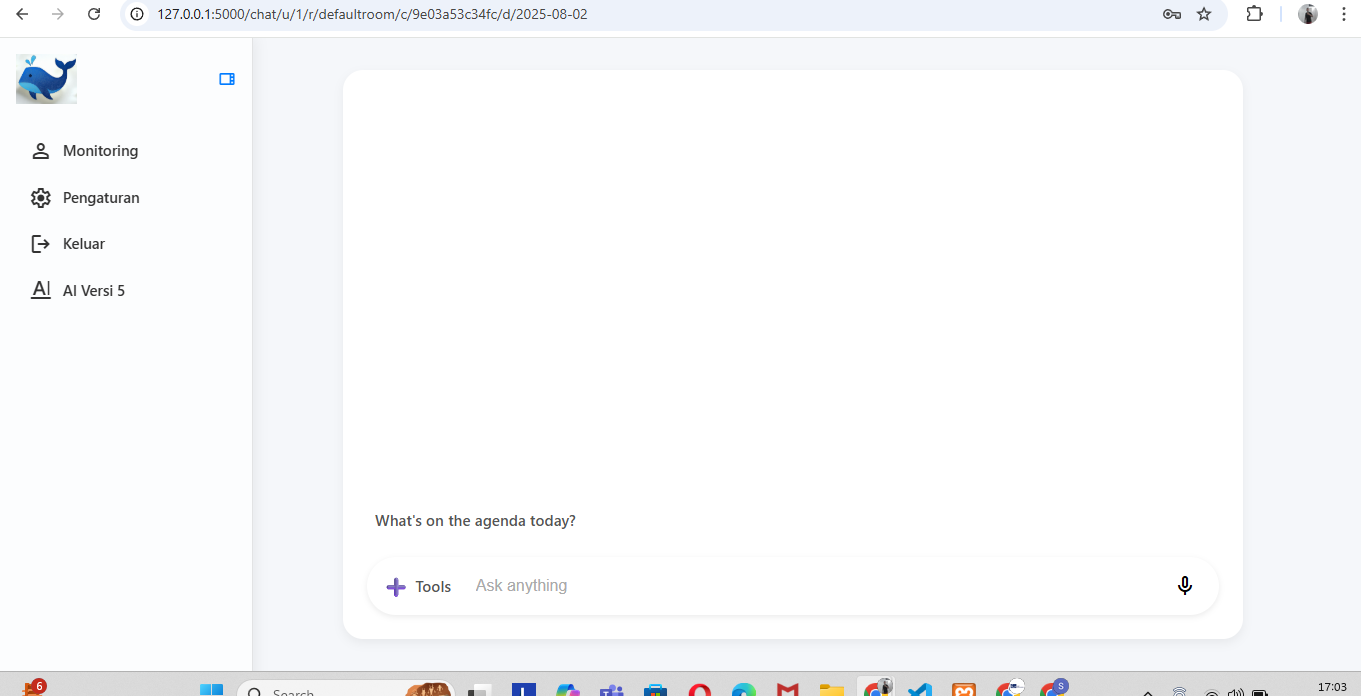 127.0.0.1:5000/chat/u/1/r/defaultroom/c/9e03a53c34fc/d/2025-08-02
Monitoring
Pengaturan
Keluar
AI AI Versi 5
What's on the agenda today?
Tools Ask anything
6
Search
L
T
S
17:03